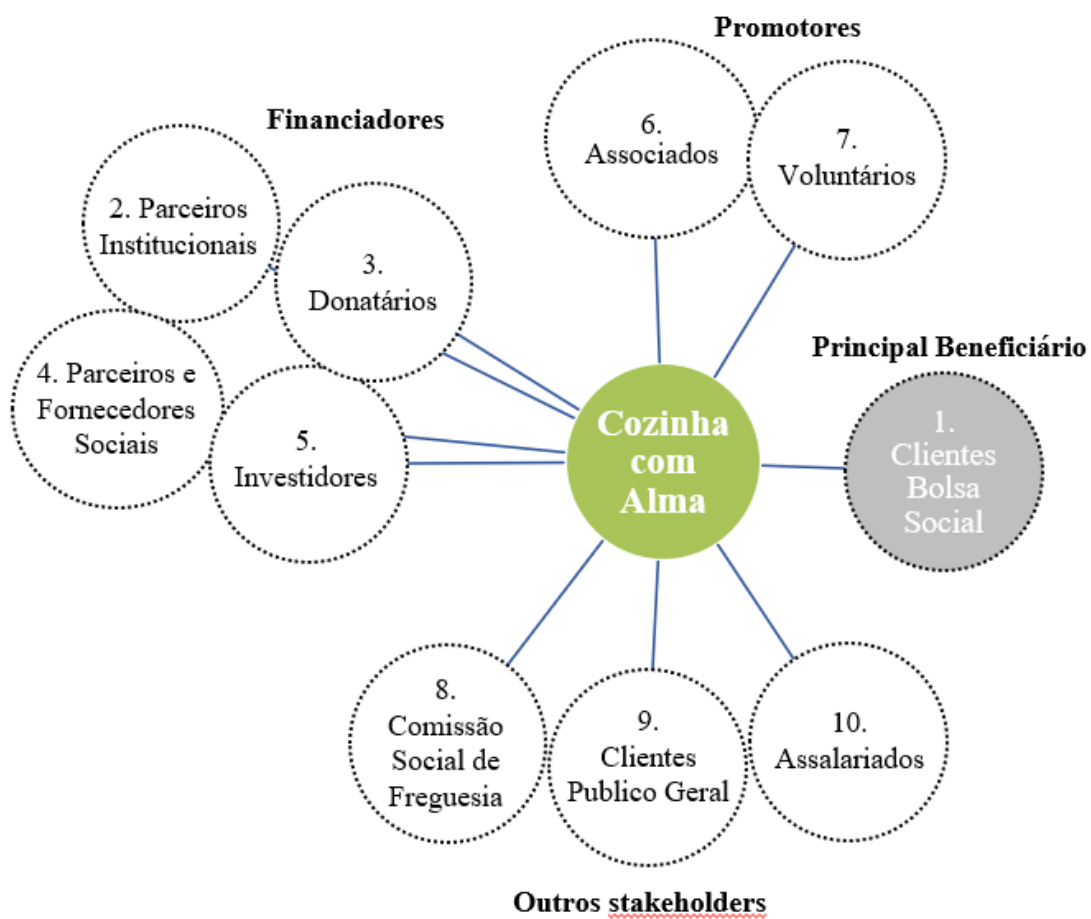 Promotores
6.
Associados
7.
Voluntários
Financiadores
2. Parceiros
Institucionais
3.
Donatários
4. Parceiros e
Fornecedores
Sociais
5.
Investidores
Cozinha
com
Alma
Principal Beneficiário
1.
Clientes
Bolsa
Social
8.
Comissão
Social de
Freguesia
9.
Clientes
Publico Geral
10.
Assalariados
Outros stakeholders